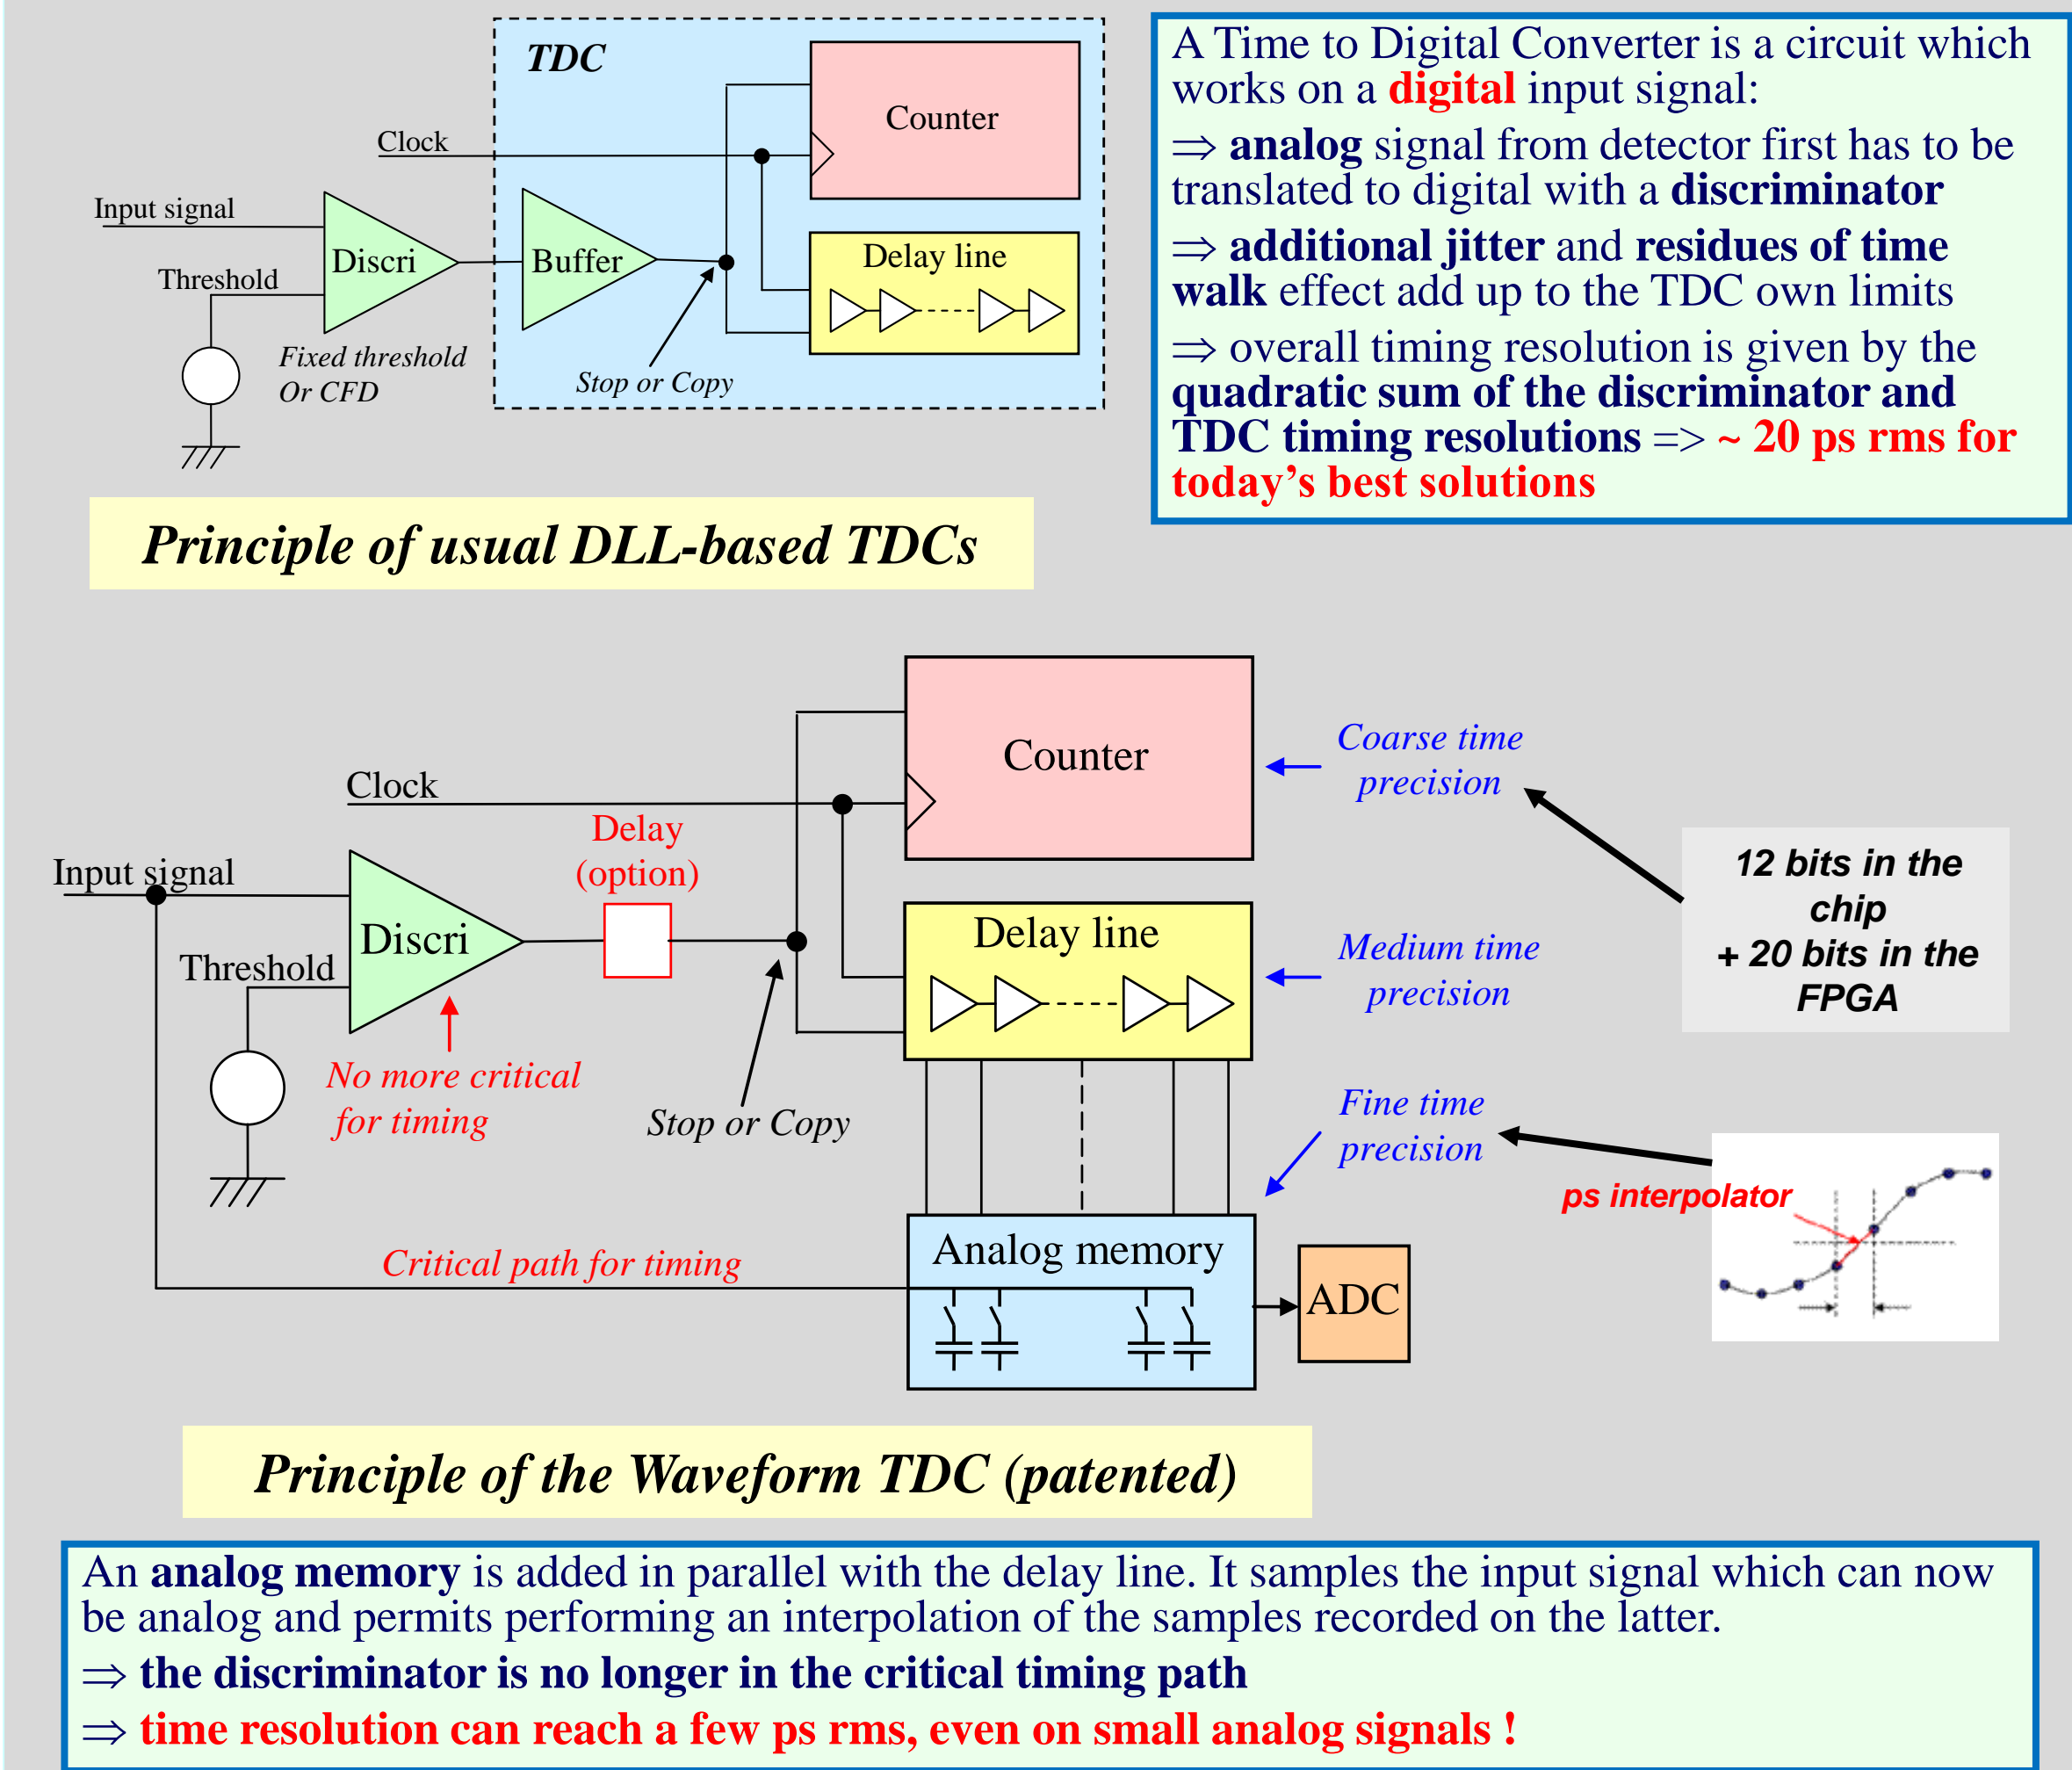 TDC
Counter
Clock
Input signal
Discri
Buffer
Delay line
Threshold
Fixed threshold
Or CFD
Stop or Copy
Principle of usual DLL-based TDCs
A Time to Digital Converter is a circuit which
works on a digital input signal:
⇒ analog signal from detector first has to be
translated to digital with a discriminator
⇒ additional jitter and residues of time
walk effect add up to the TDC own limits
⇒ overall timing resolution is given by the
quadratic sum of the discriminator and
TDC timing resolutions => ~ 20 ps rms for
today’s best solutions
Counter
Coarse time
precision
Clock
Delay
(option)
12 bits in the
chip
+ 20 bits in the
FPGA
Input signal
Discri
Delay line
Medium time
precision
Threshold
No more critical
for timing
Stop or Copy
Fine time
precision
ps interpolator
Critical path for timing
Analog memory
ADC
Principle of the Waveform TDC (patented)
An analog memory is added in parallel with the delay line. It samples the input signal which can now
be analog and permits performing an interpolation of the samples recorded on the latter.
⇒ the discriminator is no longer in the critical timing path
⇒ time resolution can reach a few ps rms, even on small analog signals !